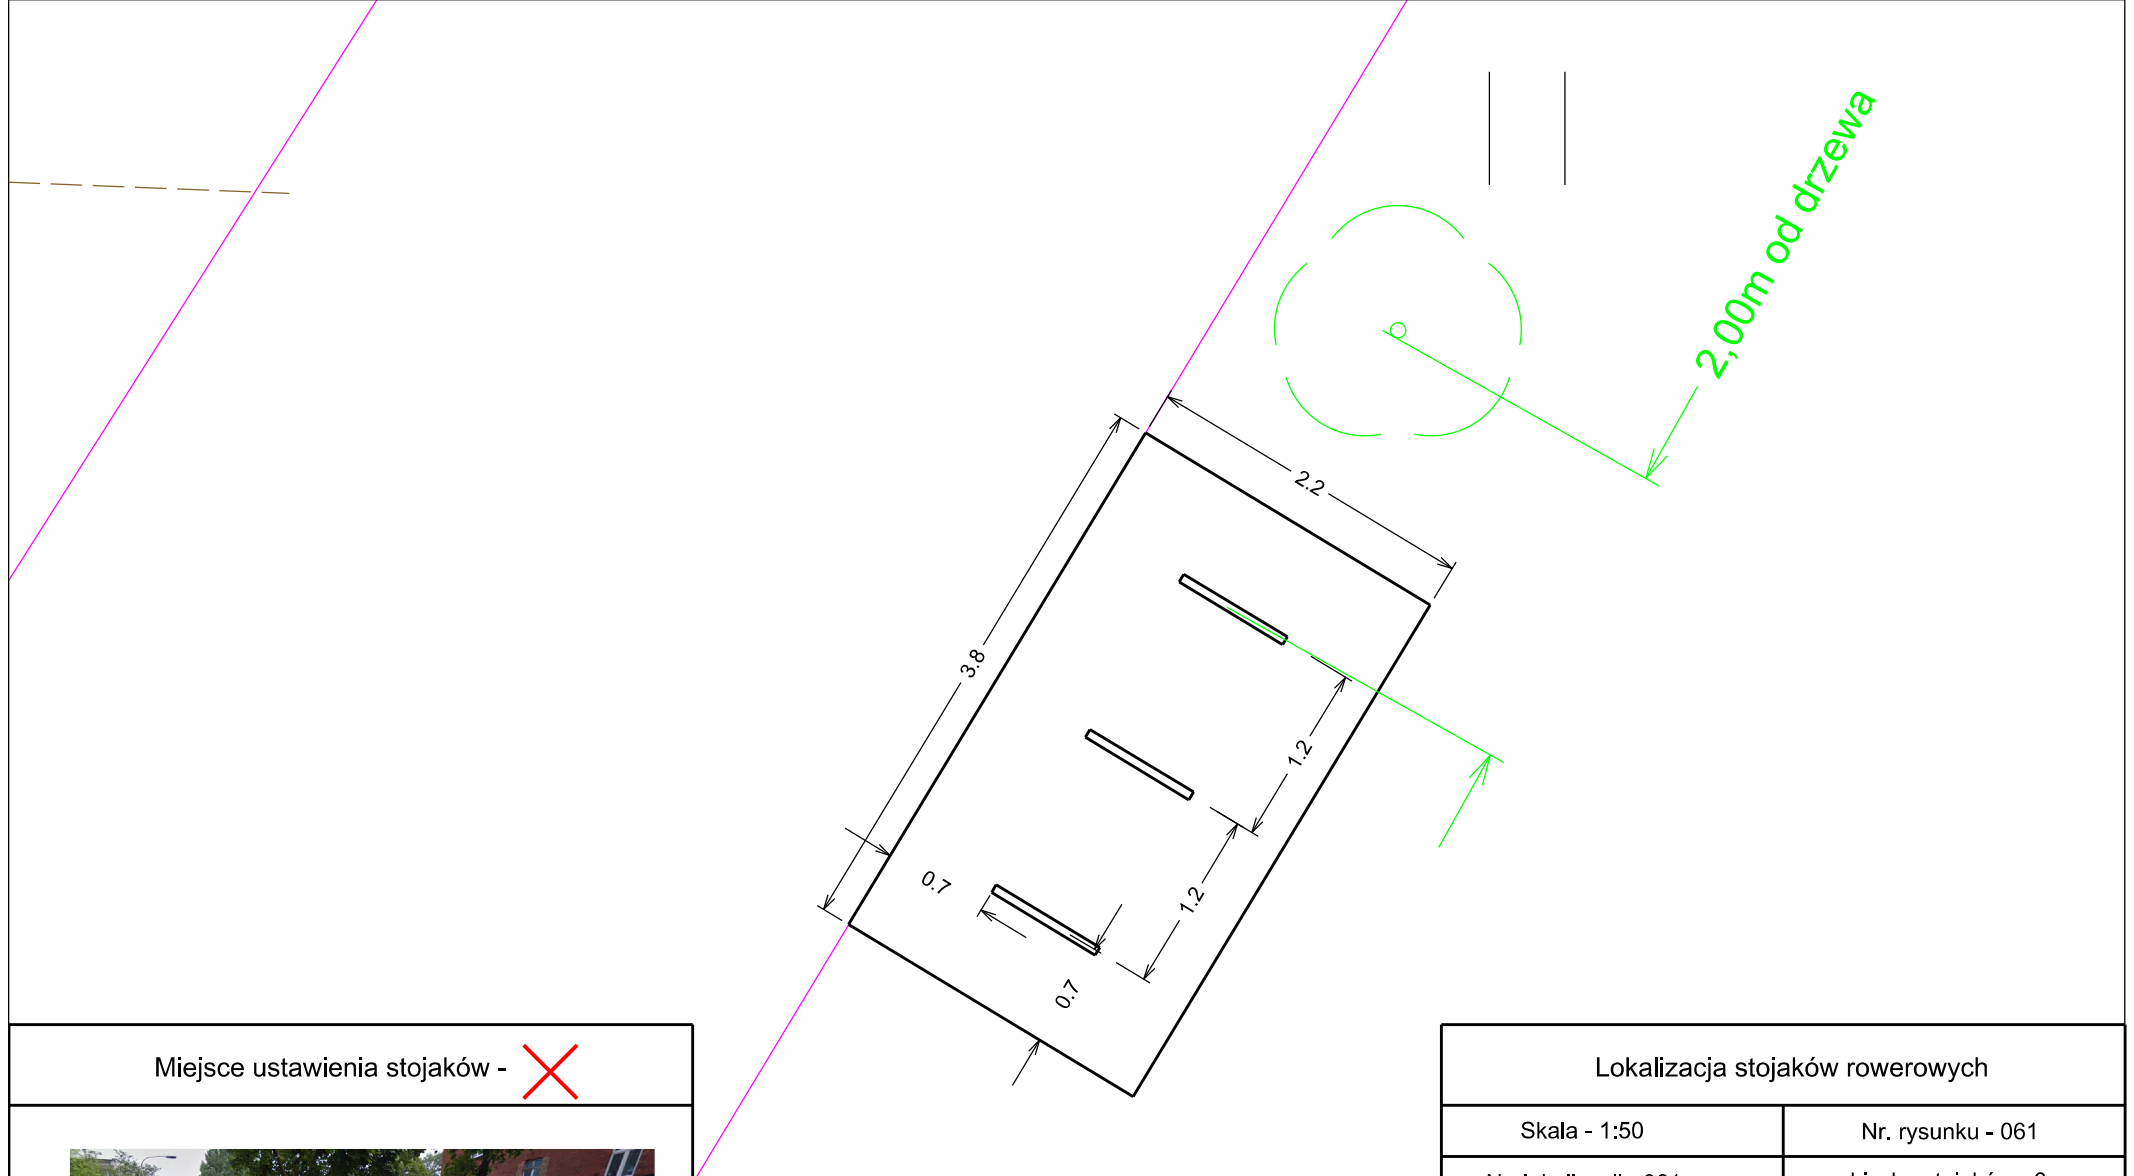 2,00m od drzewa
2.2
3.8
1.2
1.2
0.7
0.7
Miejsce ustawienia stojaków -
Lokalizacja stojaków rowerowych
Skala - 1:50
Nr. rysunku - 061